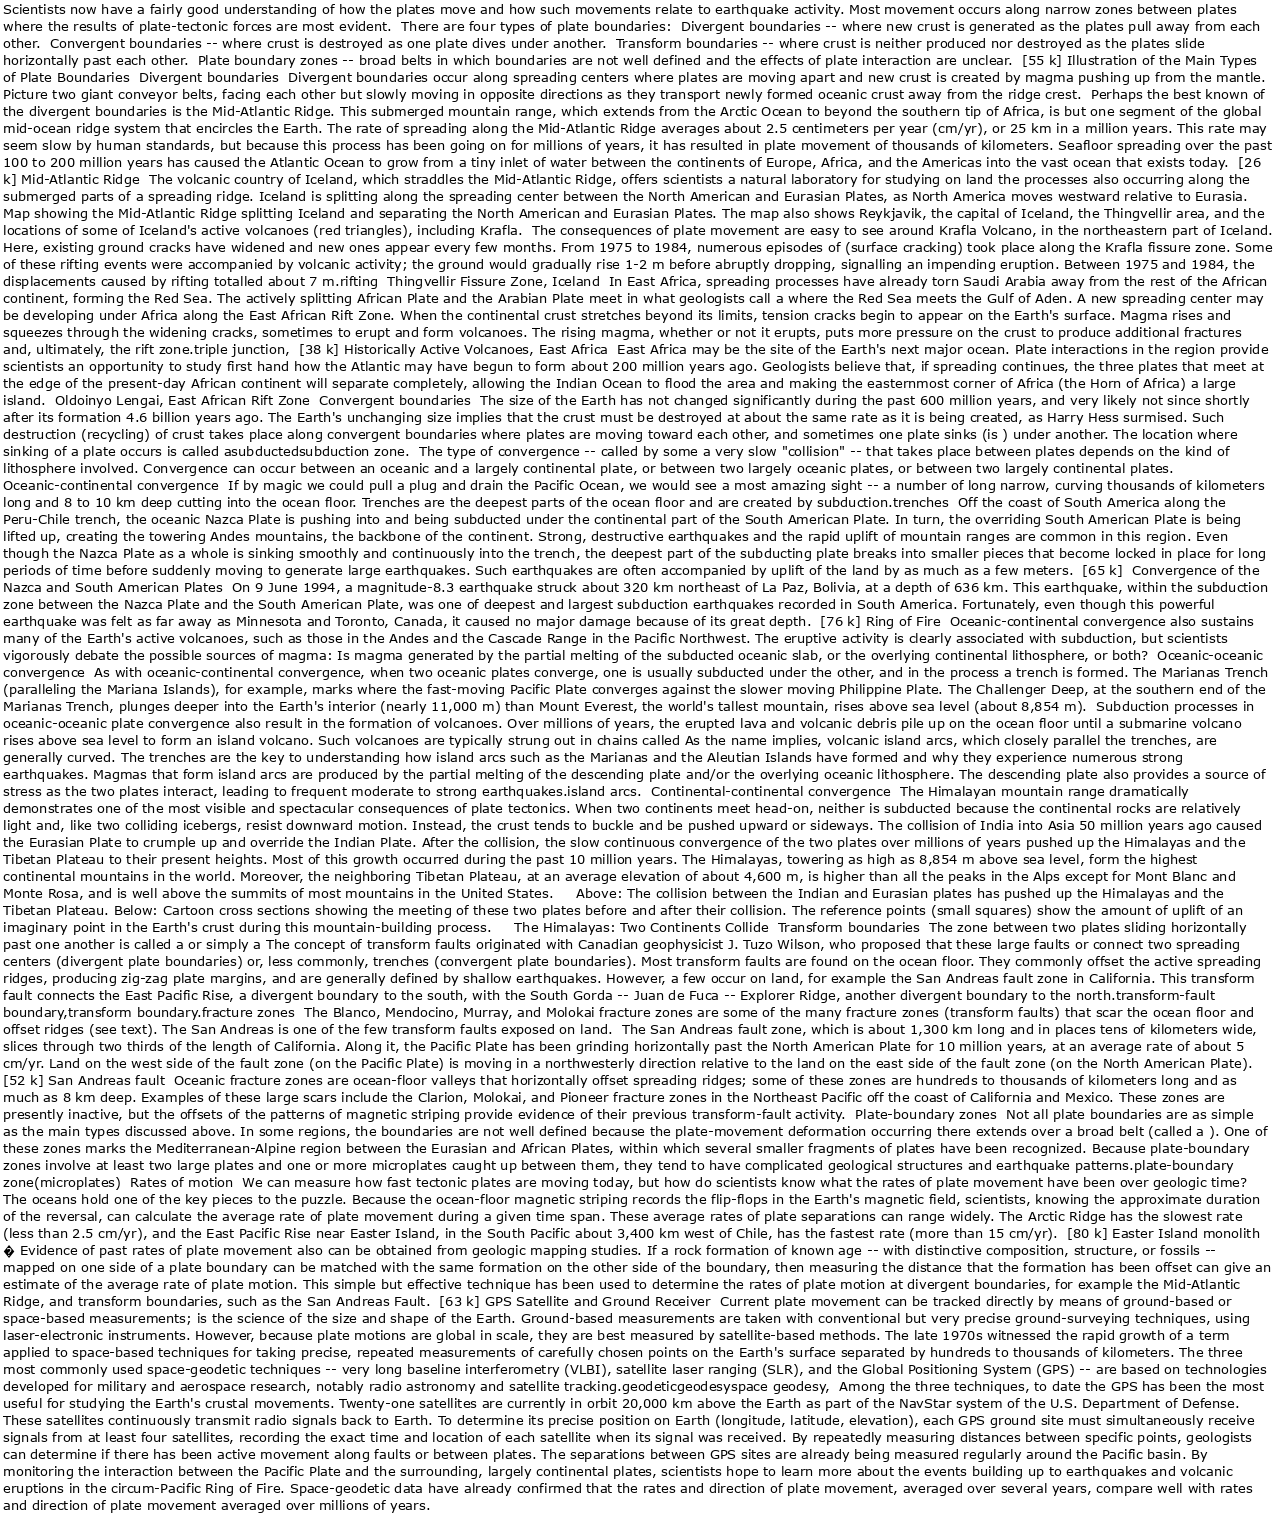 Scientists now have a fairly good understanding of how the plates move and how such movements relate to earthquake activity. Most movement occurs along narrow zones between plates
where the results of plate-tectonic forces are most evident.  There are four types of plate boundaries:  Divergent boundaries -- where new crust is generated as the plates pull away from each
other.  Convergent boundaries -- where crust is destroyed as one plate dives under another.  Transform boundaries -- where crust is neither produced nor destroyed as the plates slide
horizontally past each other.  Plate boundary zones -- broad belts in which boundaries are not well defined and the effects of plate interaction are unclear.  [55 k] Illustration of the Main Types
of Plate Boundaries  Divergent boundaries  Divergent boundaries occur along spreading centers where plates are moving apart and new crust is created by magma pushing up from the mantle.
Picture two giant conveyor belts, facing each other but slowly moving in opposite directions as they transport newly formed oceanic crust away from the ridge crest.  Perhaps the best known of
the divergent boundaries is the Mid-Atlantic Ridge. This submerged mountain range, which extends from the Arctic Ocean to beyond the southern tip of Africa, is but one segment of the global
mid-ocean ridge system that encircles the Earth. The rate of spreading along the Mid-Atlantic Ridge averages about 2.5 centimeters per year (cm/yr), or 25 km in a million years. This rate may
seem slow by human standards, but because this process has been going on for millions of years, it has resulted in plate movement of thousands of kilometers. Seafloor spreading over the past
100 to 200 million years has caused the Atlantic Ocean to grow from a tiny inlet of water between the continents of Europe, Africa, and the Americas into the vast ocean that exists today.  [26
k] Mid-Atlantic Ridge  The volcanic country of Iceland, which straddles the Mid-Atlantic Ridge, offers scientists a natural laboratory for studying on land the processes also occurring along the
submerged parts of a spreading ridge. Iceland is splitting along the spreading center between the North American and Eurasian Plates, as North America moves westward relative to Eurasia.
Map showing the Mid-Atlantic Ridge splitting Iceland and separating the North American and Eurasian Plates. The map also shows Reykjavik, the capital of Iceland, the Thingvellir area, and the
locations of some of Iceland's active volcanoes (red triangles), including Krafla.  The consequences of plate movement are easy to see around Krafla Volcano, in the northeastern part of Iceland.
Here, existing ground cracks have widened and new ones appear every few months. From 1975 to 1984, numerous episodes of (surface cracking) took place along the Krafla fissure zone. Some
of these rifting events were accompanied by volcanic activity; the ground would gradually rise 1-2 m before abruptly dropping, signalling an impending eruption. Between 1975 and 1984, the
displacements caused by rifting totalled about 7 m.rifting  Thingvellir Fissure Zone, Iceland  In East Africa, spreading processes have already torn Saudi Arabia away from the rest of the African
continent, forming the Red Sea. The actively splitting African Plate and the Arabian Plate meet in what geologists call a where the Red Sea meets the Gulf of Aden. A new spreading center may
be developing under Africa along the East African Rift Zone. When the continental crust stretches beyond its limits, tension cracks begin to appear on the Earth's surface. Magma rises and
squeezes through the widening cracks, sometimes to erupt and form volcanoes. The rising magma, whether or not it erupts, puts more pressure on the crust to produce additional fractures
and, ultimately, the rift zone.triple junction,  [38 k] Historically Active Volcanoes, East Africa  East Africa may be the site of the Earth's next major ocean. Plate interactions in the region provide
scientists an opportunity to study first hand how the Atlantic may have begun to form about 200 million years ago. Geologists believe that, if spreading continues, the three plates that meet at
the edge of the present-day African continent will separate completely, allowing the Indian Ocean to flood the area and making the easternmost corner of Africa (the Horn of Africa) a large
island.  Oldoinyo Lengai, East African Rift Zone  Convergent boundaries  The size of the Earth has not changed significantly during the past 600 million years, and very likely not since shortly
after its formation 4.6 billion years ago. The Earth's unchanging size implies that the crust must be destroyed at about the same rate as it is being created, as Harry Hess surmised. Such
destruction (recycling) of crust takes place along convergent boundaries where plates are moving toward each other, and sometimes one plate sinks (is ) under another. The location where
sinking of a plate occurs is called asubductedsubduction zone.  The type of convergence -- called by some a very slow "collision" -- that takes place between plates depends on the kind of
lithosphere involved. Convergence can occur between an oceanic and a largely continental plate, or between two largely oceanic plates, or between two largely continental plates.
Oceanic-continental convergence  If by magic we could pull a plug and drain the Pacific Ocean, we would see a most amazing sight -- a number of long narrow, curving thousands of kilometers
long and 8 to 10 km deep cutting into the ocean floor. Trenches are the deepest parts of the ocean floor and are created by subduction.trenches  Off the coast of South America along the
Peru-Chile trench, the oceanic Nazca Plate is pushing into and being subducted under the continental part of the South American Plate. In turn, the overriding South American Plate is being
lifted up, creating the towering Andes mountains, the backbone of the continent. Strong, destructive earthquakes and the rapid uplift of mountain ranges are common in this region. Even
though the Nazca Plate as a whole is sinking smoothly and continuously into the trench, the deepest part of the subducting plate breaks into smaller pieces that become locked in place for long
periods of time before suddenly moving to generate large earthquakes. Such earthquakes are often accompanied by uplift of the land by as much as a few meters.  [65 k]  Convergence of the
Nazca and South American Plates  On 9 June 1994, a magnitude-8.3 earthquake struck about 320 km northeast of La Paz, Bolivia, at a depth of 636 km. This earthquake, within the subduction
zone between the Nazca Plate and the South American Plate, was one of deepest and largest subduction earthquakes recorded in South America. Fortunately, even though this powerful
earthquake was felt as far away as Minnesota and Toronto, Canada, it caused no major damage because of its great depth.  [76 k] Ring of Fire  Oceanic-continental convergence also sustains
many of the Earth's active volcanoes, such as those in the Andes and the Cascade Range in the Pacific Northwest. The eruptive activity is clearly associated with subduction, but scientists
vigorously debate the possible sources of magma: Is magma generated by the partial melting of the subducted oceanic slab, or the overlying continental lithosphere, or both?  Oceanic-oceanic
convergence  As with oceanic-continental convergence, when two oceanic plates converge, one is usually subducted under the other, and in the process a trench is formed. The Marianas Trench
(paralleling the Mariana Islands), for example, marks where the fast-moving Pacific Plate converges against the slower moving Philippine Plate. The Challenger Deep, at the southern end of the
Marianas Trench, plunges deeper into the Earth's interior (nearly 11,000 m) than Mount Everest, the world's tallest mountain, rises above sea level (about 8,854 m).  Subduction processes in
oceanic-oceanic plate convergence also result in the formation of volcanoes. Over millions of years, the erupted lava and volcanic debris pile up on the ocean floor until a submarine volcano
rises above sea level to form an island volcano. Such volcanoes are typically strung out in chains called As the name implies, volcanic island arcs, which closely parallel the trenches, are
generally curved. The trenches are the key to understanding how island arcs such as the Marianas and the Aleutian Islands have formed and why they experience numerous strong
earthquakes. Magmas that form island arcs are produced by the partial melting of the descending plate and/or the overlying oceanic lithosphere. The descending plate also provides a source of
stress as the two plates interact, leading to frequent moderate to strong earthquakes.island arcs.  Continental-continental convergence  The Himalayan mountain range dramatically
demonstrates one of the most visible and spectacular consequences of plate tectonics. When two continents meet head-on, neither is subducted because the continental rocks are relatively
light and, like two colliding icebergs, resist downward motion. Instead, the crust tends to buckle and be pushed upward or sideways. The collision of India into Asia 50 million years ago caused
the Eurasian Plate to crumple up and override the Indian Plate. After the collision, the slow continuous convergence of the two plates over millions of years pushed up the Himalayas and the
Tibetan Plateau to their present heights. Most of this growth occurred during the past 10 million years. The Himalayas, towering as high as 8,854 m above sea level, form the highest
continental mountains in the world. Moreover, the neighboring Tibetan Plateau, at an average elevation of about 4,600 m, is higher than all the peaks in the Alps except for Mont Blanc and
Monte Rosa, and is well above the summits of most mountains in the United States.     Above: The collision between the Indian and Eurasian plates has pushed up the Himalayas and the
Tibetan Plateau. Below: Cartoon cross sections showing the meeting of these two plates before and after their collision. The reference points (small squares) show the amount of uplift of an
imaginary point in the Earth's crust during this mountain-building process.     The Himalayas: Two Continents Collide  Transform boundaries  The zone between two plates sliding horizontally
past one another is called a or simply a The concept of transform faults originated with Canadian geophysicist J. Tuzo Wilson, who proposed that these large faults or connect two spreading
centers (divergent plate boundaries) or, less commonly, trenches (convergent plate boundaries). Most transform faults are found on the ocean floor. They commonly offset the active spreading
ridges, producing zig-zag plate margins, and are generally defined by shallow earthquakes. However, a few occur on land, for example the San Andreas fault zone in California. This transform
fault connects the East Pacific Rise, a divergent boundary to the south, with the South Gorda -- Juan de Fuca -- Explorer Ridge, another divergent boundary to the north.transform-fault
boundary,transform boundary.fracture zones  The Blanco, Mendocino, Murray, and Molokai fracture zones are some of the many fracture zones (transform faults) that scar the ocean floor and
offset ridges (see text). The San Andreas is one of the few transform faults exposed on land.  The San Andreas fault zone, which is about 1,300 km long and in places tens of kilometers wide,
slices through two thirds of the length of California. Along it, the Pacific Plate has been grinding horizontally past the North American Plate for 10 million years, at an average rate of about 5
cm/yr. Land on the west side of the fault zone (on the Pacific Plate) is moving in a northwesterly direction relative to the land on the east side of the fault zone (on the North American Plate).
[52 k] San Andreas fault  Oceanic fracture zones are ocean-floor valleys that horizontally offset spreading ridges; some of these zones are hundreds to thousands of kilometers long and as
much as 8 km deep. Examples of these large scars include the Clarion, Molokai, and Pioneer fracture zones in the Northeast Pacific off the coast of California and Mexico. These zones are
presently inactive, but the offsets of the patterns of magnetic striping provide evidence of their previous transform-fault activity.  Plate-boundary zones  Not all plate boundaries are as simple
as the main types discussed above. In some regions, the boundaries are not well defined because the plate-movement deformation occurring there extends over a broad belt (called a ). One of
these zones marks the Mediterranean-Alpine region between the Eurasian and African Plates, within which several smaller fragments of plates have been recognized. Because plate-boundary
zones involve at least two large plates and one or more microplates caught up between them, they tend to have complicated geological structures and earthquake patterns.plate-boundary
zone(microplates)  Rates of motion  We can measure how fast tectonic plates are moving today, but how do scientists know what the rates of plate movement have been over geologic time?
The oceans hold one of the key pieces to the puzzle. Because the ocean-floor magnetic striping records the flip-flops in the Earth's magnetic field, scientists, knowing the approximate duration
of the reversal, can calculate the average rate of plate movement during a given time span. These average rates of plate separations can range widely. The Arctic Ridge has the slowest rate
(less than 2.5 cm/yr), and the East Pacific Rise near Easter Island, in the South Pacific about 3,400 km west of Chile, has the fastest rate (more than 15 cm/yr).  [80 k] Easter Island monolith
� Evidence of past rates of plate movement also can be obtained from geologic mapping studies. If a rock formation of known age -- with distinctive composition, structure, or fossils --
mapped on one side of a plate boundary can be matched with the same formation on the other side of the boundary, then measuring the distance that the formation has been offset can give an
estimate of the average rate of plate motion. This simple but effective technique has been used to determine the rates of plate motion at divergent boundaries, for example the Mid-Atlantic
Ridge, and transform boundaries, such as the San Andreas Fault.  [63 k] GPS Satellite and Ground Receiver  Current plate movement can be tracked directly by means of ground-based or
space-based measurements; is the science of the size and shape of the Earth. Ground-based measurements are taken with conventional but very precise ground-surveying techniques, using
laser-electronic instruments. However, because plate motions are global in scale, they are best measured by satellite-based methods. The late 1970s witnessed the rapid growth of a term
applied to space-based techniques for taking precise, repeated measurements of carefully chosen points on the Earth's surface separated by hundreds to thousands of kilometers. The three
most commonly used space-geodetic techniques -- very long baseline interferometry (VLBI), satellite laser ranging (SLR), and the Global Positioning System (GPS) -- are based on technologies
developed for military and aerospace research, notably radio astronomy and satellite tracking.geodeticgeodesyspace geodesy,  Among the three techniques, to date the GPS has been the most
useful for studying the Earth's crustal movements. Twenty-one satellites are currently in orbit 20,000 km above the Earth as part of the NavStar system of the U.S. Department of Defense.
These satellites continuously transmit radio signals back to Earth. To determine its precise position on Earth (longitude, latitude, elevation), each GPS ground site must simultaneously receive
signals from at least four satellites, recording the exact time and location of each satellite when its signal was received. By repeatedly measuring distances between specific points, geologists
can determine if there has been active movement along faults or between plates. The separations between GPS sites are already being measured regularly around the Pacific basin. By
monitoring the interaction between the Pacific Plate and the surrounding, largely continental plates, scientists hope to learn more about the events building up to earthquakes and volcanic
eruptions in the circum-Pacific Ring of Fire. Space-geodetic data have already confirmed that the rates and direction of plate movement, averaged over several years, compare well with rates
and direction of plate movement averaged over millions of years.